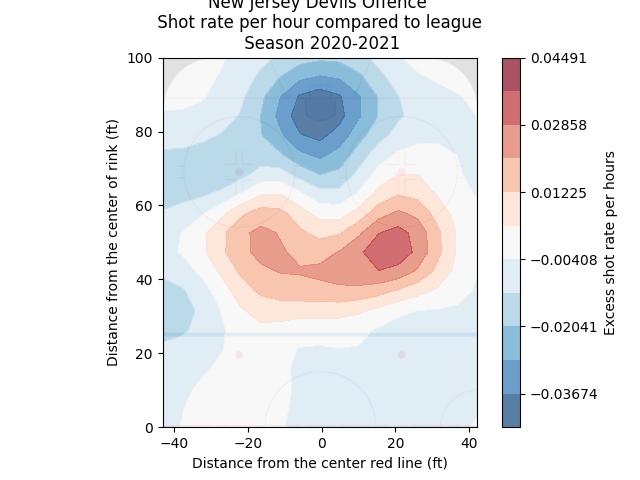 New Jersey Devils Offence
Shot rate per hour compared to league
Season 2020-2021
100
80
60
40
20
0
−40
−20
0
20
40
Distance from the center of rink (ft)
Distance from the center red line (ft)
0.04491
0.02858
0.01225
−0.00408
−0.02041
−0.03674
Excess shot rate per hours